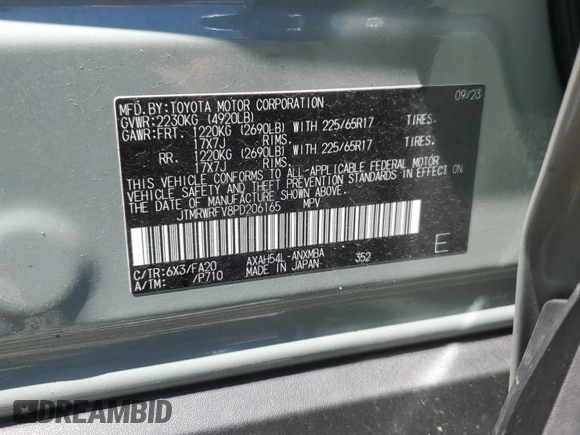 MFD.BY:TOYOTA MOTOR CORPORATION 09/23
GVWR:2230KG (4920LB)
GAWR:FRT. 1220KG (2690LB) WITH 225/65R17 TIRES.
17X7J RIMS.
RR. 1220KG (2690LB) WITH 225/65R17 TIRES.
17X7J RIMS.
THIS VEHICLE CONFORMS TO ALL-APPLICABLE FEDERAL MOTOR
VEHICLE SAFETY AND THEFT PREVENTION STANDARDS IN EFFECT ON
THE DATE OF MANUFACTURE SHOWN ABOVE.
JTMRWRFV8PD206165 MPV
C/TR:6X3/FA20 AXAH54L-ANXMBA 352 E
A/TM: /P710 MADE IN JAPAN
DREAMBID